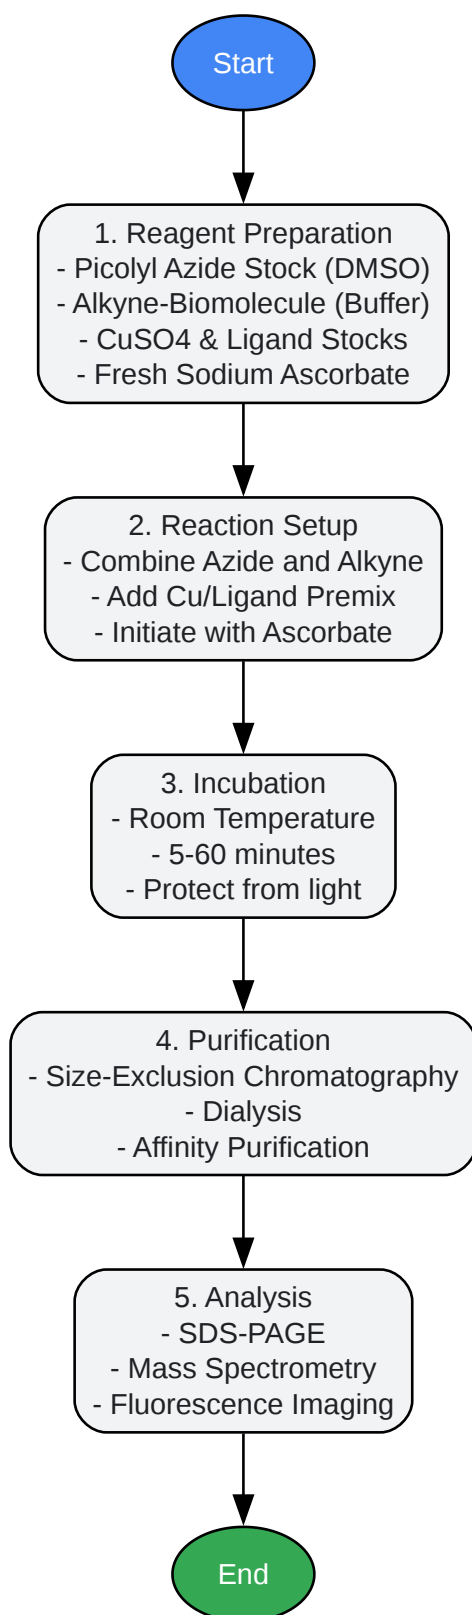 Start
1. Reagent Preparation
- Picolyl Azide Stock (DMSO)
- Alkyne-Biomolecule (Buffer)
- CuSO4 & Ligand Stocks
- Fresh Sodium Ascorbate
2. Reaction Setup
- Combine Azide and Alkyne
- Add Cu/Ligand Premix
- Initiate with Ascorbate
3. Incubation
- Room Temperature
- 5-60 minutes
- Protect from light
4. Purification
- Size-Exclusion Chromatography
- Dialysis
- Affinity Purification
5. Analysis
- SDS-PAGE
- Mass Spectrometry
- Fluorescence Imaging
End